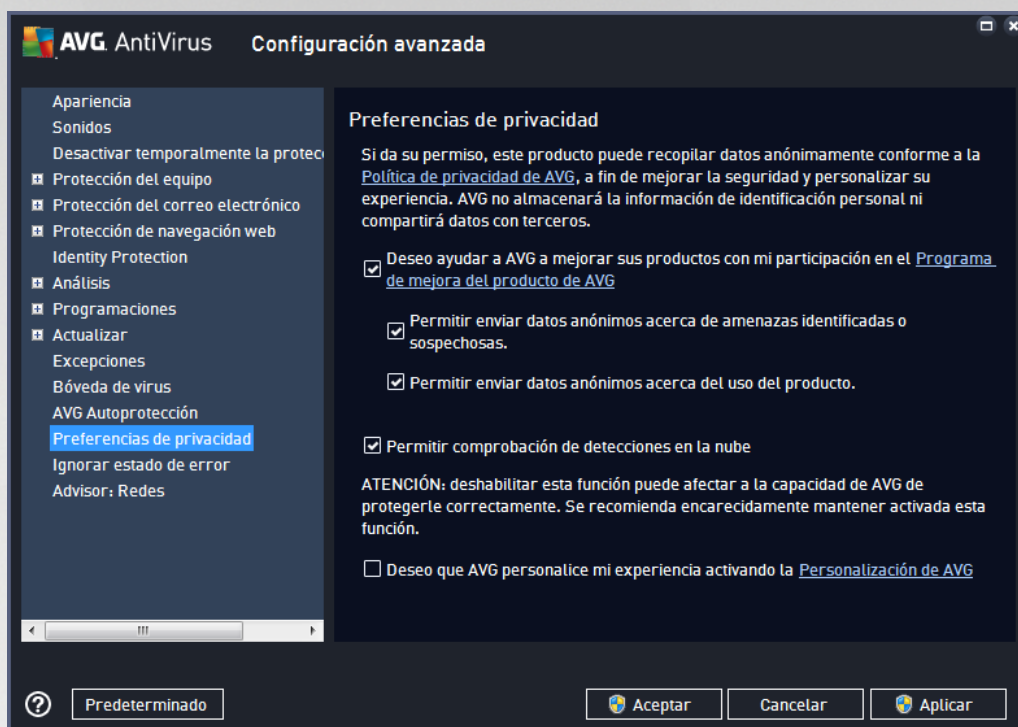 AVG. AntiVirus
Configuración avanzada
Apariencia
Sonidos
Desactivar temporalmente la protec
Protección del equipo
Protección del correo electrónico
Protección de navegación web
Identity Protection
Análisis
Programaciones
Actualizar
Excepciones
Bóveda de virus
AVG Autoprotección
Preferencias de privacidad
Ignorar estado de error
Advisor: Redes
Preferencias de privacidad
Si da su permiso, este producto puede recopilar datos anónimamente conforme a la
Política de privacidad de AVG, a fin de mejorar la seguridad y personalizar su
experiencia. AVG no almacenará la información de identificación personal ni
compartirá datos con terceros.
Deseo ayudar a AVG a mejorar sus productos con mi participación en el Programa
de mejora del producto de AVG
Permitir enviar datos anónimos acerca de amenazas identificadas o
sospechosas.
Permitir enviar datos anónimos acerca del uso del producto.
Permitir comprobación de detecciones en la nube
ATENCIÓN: deshabilitar esta función puede afectar a la capacidad de AVG de
protegerle correctamente. Se recomienda encarecidamente mantener activada esta
función.
Deseo que AVG personalice mi experiencia activando la Personalización de AVG
?
Predeterminado
Aceptar
Cancelar
Aplicar